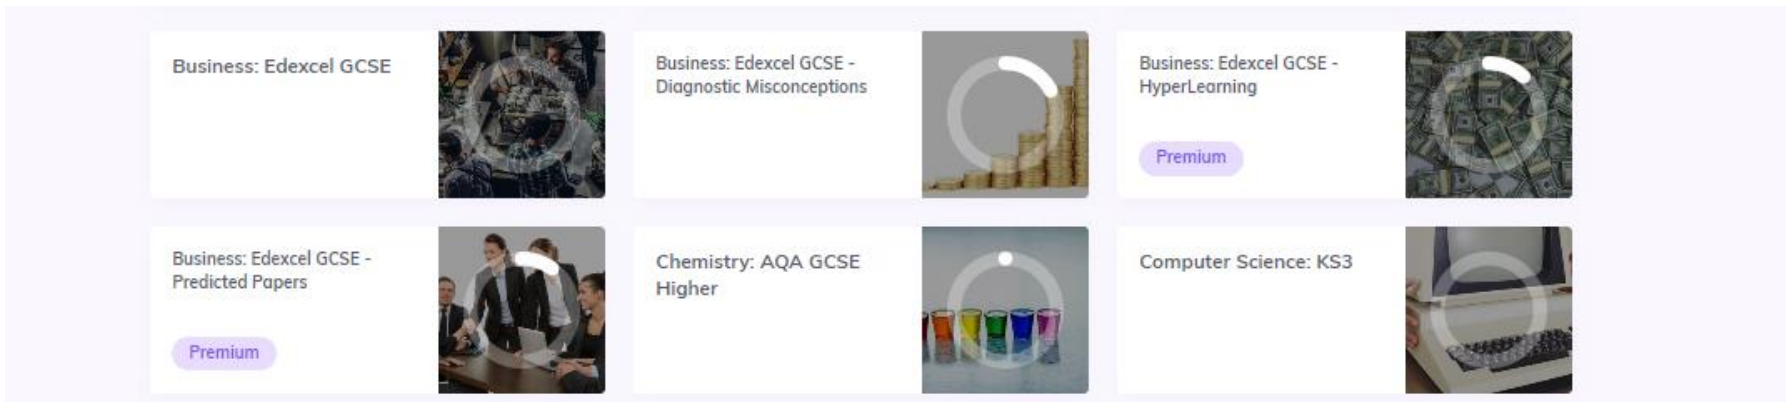 Business: Edexcel GCSE
Business: Edexcel GCSE -
Diagnostic Misconceptions
Business: Edexcel GCSE -
HyperLearning
Premium
Business: Edexcel GCSE -
Predicted Papers
Premium
Chemistry: AQA GCSE
Higher
Computer Science: KS3